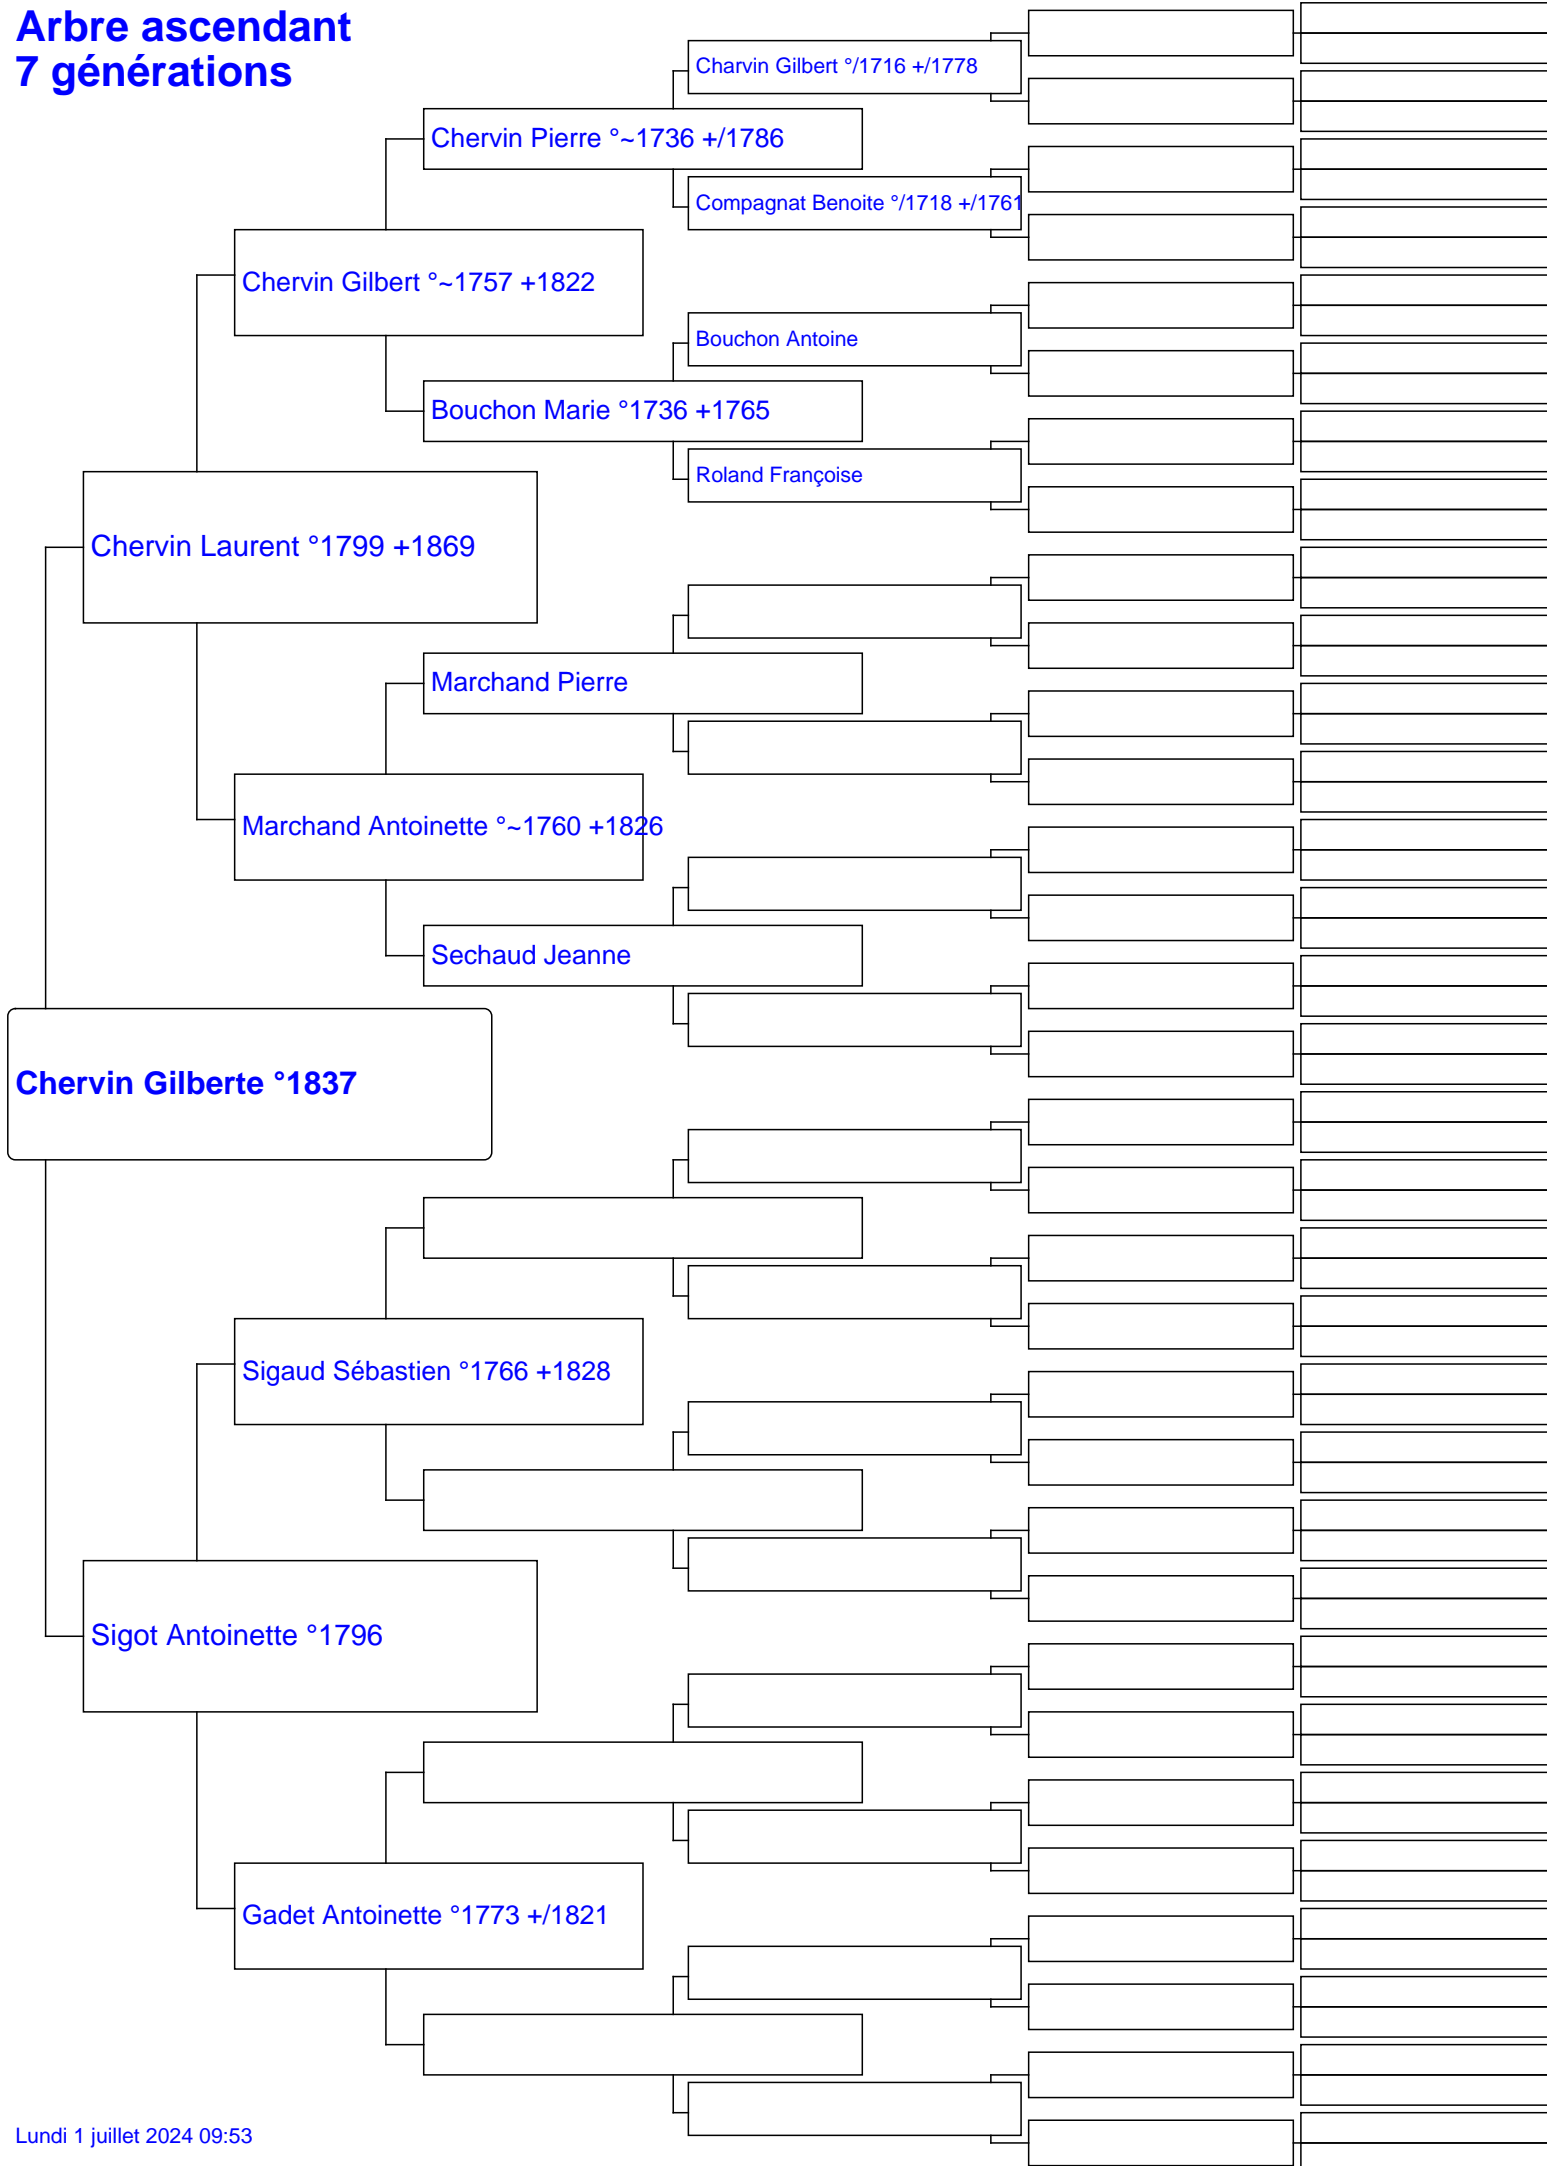 Arbre ascendant
7 générations
Charvin Gilbert °/1716 +/1778
Chervin Pierre °~1736 +/1786
Compagnat Benoite °/1718 +/1761
Chervin Gilbert °~1757 +1822
Bouchon Antoine
Bouchon Marie °1736 +1765
Roland Françoise
Chervin Laurent °1799 +1869
Marchand Pierre
Marchand Antoinette °~1760 +1826
Sechaud Jeanne
Chervin Gilberte °1837
Sigaud Sébastien °1766 +1828
Sigot Antoinette °1796
Gadet Antoinette °1773 +/1821
Lundi 1 juillet 2024 09:53